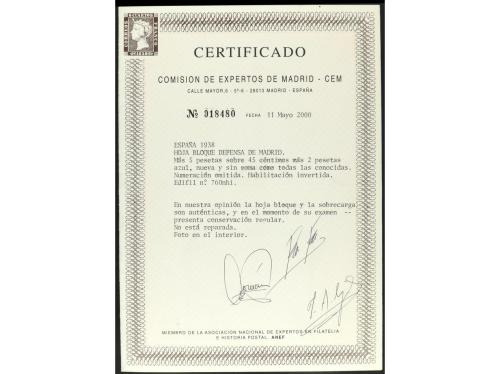 CERTIFICADO
COMISION DE EXPERTOS DE MADRID - CEM
CALLE MAYOR, 6 - 5º-6 - 28013 MADRID - ESPAÑA
Nº 018480 FECHA 11 Mayo 2000
ESPAÑA 1938
HOJA BLOQUE DEFENSA DE MADRID.
Más 5 pesetas sobre 45 céntimos más 2 pesetas
azul, nueva y sin goma como todas las conocidas.
Numeración omitida. Habilitación invertida.
Edifil nº 760mhi.
En nuestra opinión la hoja bloque y la sobrecarga
son auténticas, y en el momento de su examen --
presenta conservación regular.
No está reparada.
Foto en el interior.
MIEMBRO DE LA ASOCIACIÓN NACIONAL DE EXPERTOS EN FILATELIA
E HISTORIA POSTAL. ANEF